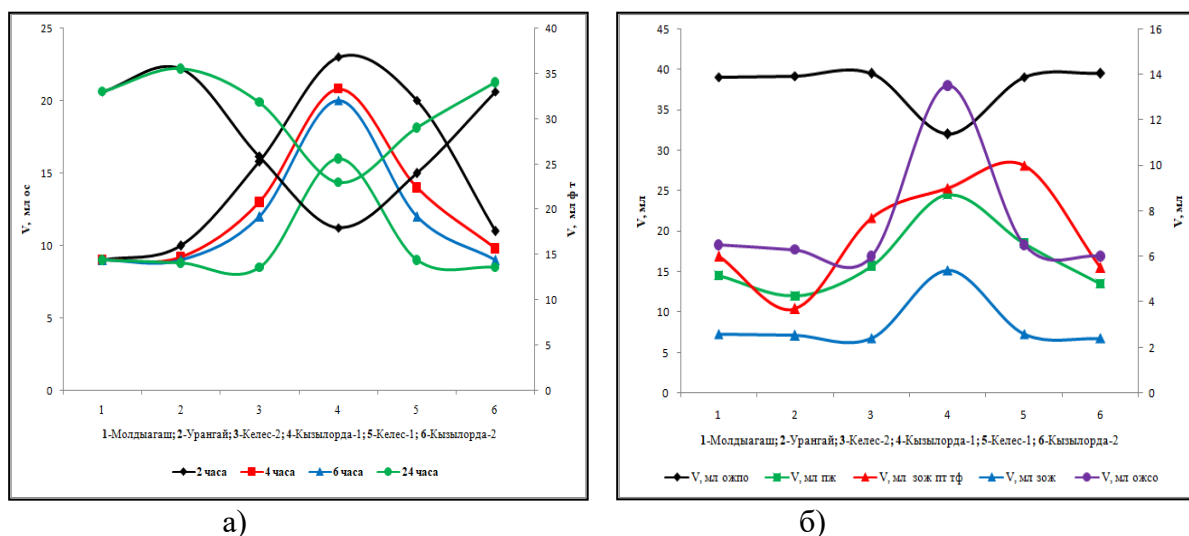 25
20
15
10
5
0
V, мл ос
40
35
30
25
20
15
10
5
0
V, мл ф т
1 2 3 4 5 6
1-Молдыагаш; 2-Урангай; 3-Келес-2; 4-Кызылорда-1; 5-Келес-1; 6-Кызылорда-2
2 часа 4 часа 6 часа 24 часа
а)
45
40
35
30
25
20
15
10
5
0
V, мл
16
14
12
10
8
6
4
2
0
V, мл
1 2 3 4 5 6
1-Молдыагаш; 2-Урангай; 3-Келес-2; 4-Кызылорда-1; 5-Келес-1; 6-Кызылорда-2
V, мл ожпо V, мл пж V, мл зож пт тф V, мл зож V, мл ожсо
б)